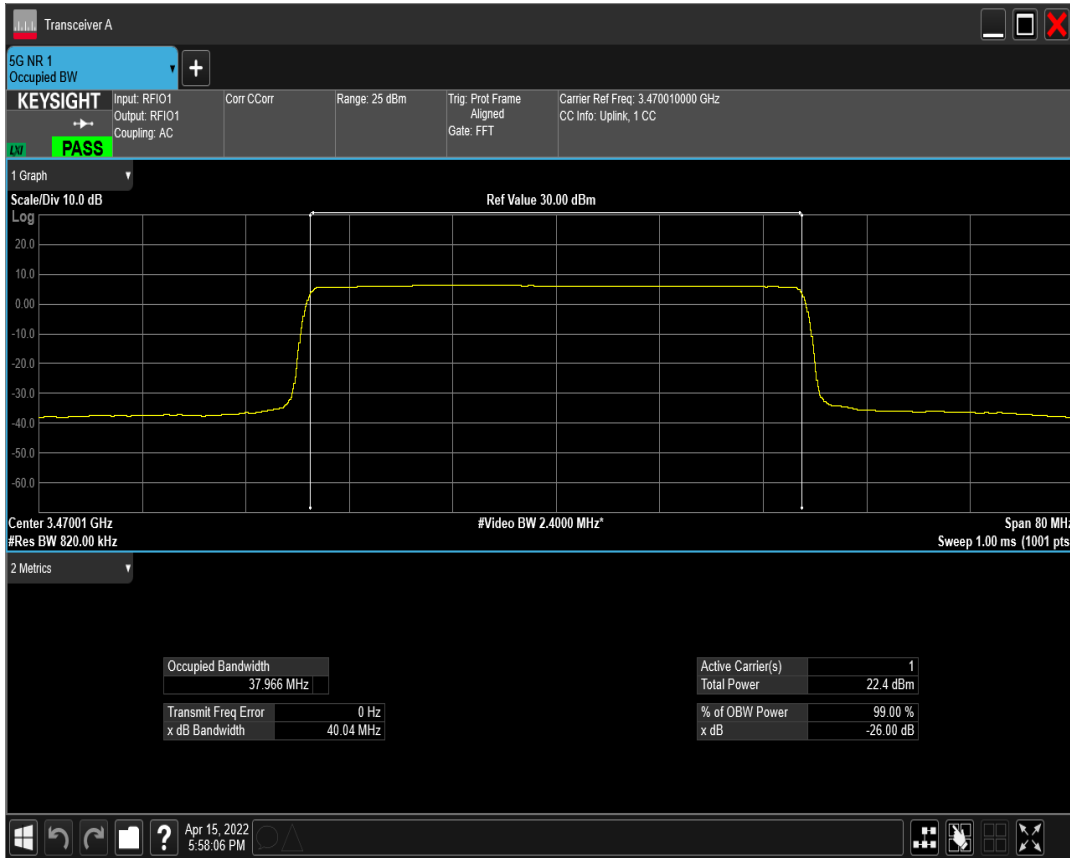 Transceiver A
5G NR 1
Occupied BW
+
KEYSIGHT
LXI
PASS
Input: RFIO1
Output: RFIO1
Coupling: AC
Corr CCorr
Range: 25 dBm
Trig: Prot Frame
Aligned
Gate: FFT
Carrier Ref Freq: 3.470010000 GHz
CC Info: Uplink, 1 CC
1 Graph
Scale/Div 10.0 dB
Ref Value 30.00 dBm
Log
20.0
10.0
0.00
-10.0
-20.0
-30.0
-40.0
-50.0
-60.0
Center 3.47001 GHz
#Video BW 2.4000 MHz*
Span 80 MHz
#Res BW 820.00 kHz
Sweep 1.00 ms (1001 pts
2 Metrics
Occupied Bandwidth
37.966 MHz
Transmit Freq Error 0 Hz
x dB Bandwidth 40.04 MHz
Active Carrier(s) 1
Total Power 22.4 dBm
% of OBW Power 99.00 %
x dB -26.00 dB
?
Apr 15, 2022
5:58:06 PM